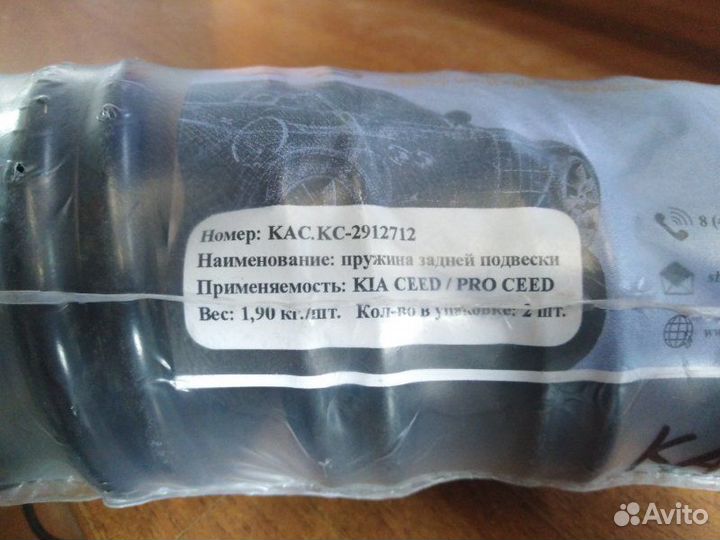 Номер: KAC.KC-2912712
Наименование: пружина задней подвески
Применяемость: KIA CEED / PRO CEED
Вес: 1,90 кг./шт. Кол-во в упаковке: 2 шт.
8 (
Avito